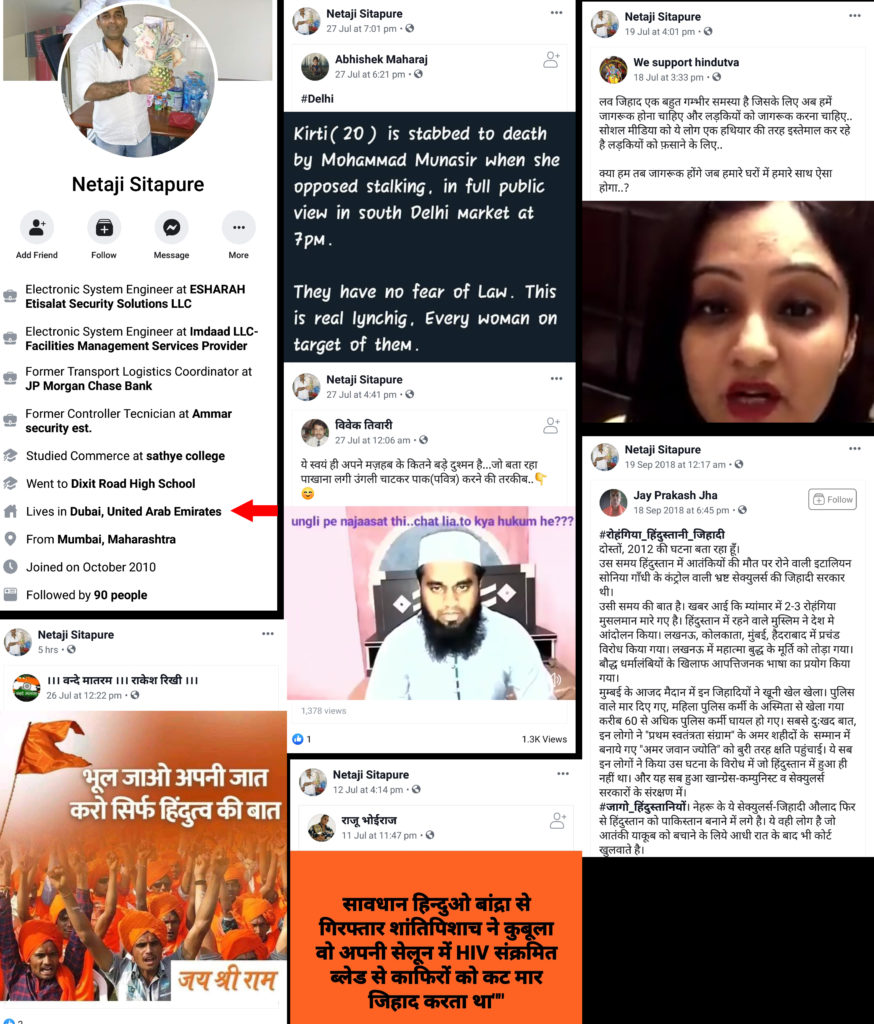 Netaji Sitapure
Add Friend
Follow
Message
More
Electronic System Engineer at ESHARAH
Etisalat Security Solutions LLC
Electronic System Engineer at Imdaad LLC-
Facilities Management Services Provider
Former Transport Logistics Coordinator at
JP Morgan Chase Bank
Former Controller Tecnician at Ammar
security est.
Studied Commerce at sathye college
Went to Dixit Road High School
Lives in Dubai, United Arab Emirates
From Mumbai, Maharashtra
Joined on October 2010
Followed by 90 people
Netaji Sitapure
5 hrs •
।।। वन्दे मातरम ।।। राकेश रिखी ।।।
26 Jul at 12:22 pm •
भूल जाओ अपनी जात
करो सिर्फ हिंदुत्व की बात
जय श्री राम
2
Netaji Sitapure
27 Jul at 7:01 pm •
Abhishek Maharaj
27 Jul at 6:21 pm •
#Delhi
Kirti(20) is stabbed to death
by Mohammad Munasir when she
opposed stalking, in full public
view in south Delhi market at
7pm.
They have no fear of Law. This
is real lynchig, Every woman on
target of them.
Netaji Sitapure
27 Jul at 4:41 pm •
विवेक तिवारी
27 Jul at 12:06 am •
ये स्वयं ही अपने मज़हब के कितने बड़े दुश्मन है...जो बता रहा
पाखाना लगी उंगली चाटकर पाक(पवित्र) करने की तरकीब..👇
😊
ungli pe najaasat thi..chat lia.to kya hukum he???
1,378 views
1
1.3K Views
Netaji Sitapure
12 Jul at 4:14 pm •
राजू भोईराज
11 Jul at 11:47 pm •
सावधान हिन्दुओ बांद्रा से
गिरफ्तार शांतिपिशाच ने कुबूला
वो अपनी सेलून में HIV संक्रमित
ब्लेड से काफिरों को कट मार
जिहाद करता था""
Netaji Sitapure
19 Jul at 4:01 pm •
We support hindutva
18 Jul at 3:33 pm •
लव जिहाद एक बहुत गम्भीर समस्या है जिसके लिए अब हमें
जागरूक होना चाहिए और लड़कियों को जागरूक करना चाहिए..
सोशल मीडिया को ये लोग एक हथियार की तरह इस्तेमाल कर रहे
है लड़कियों को फ़साने के लिए..
क्या हम तब जागरूक होंगे जब हमारे घरों में हमारे साथ ऐसा
होगा..?
Netaji Sitapure
19 Sep 2018 at 12:17 am •
Jay Prakash Jha
18 Sep 2018 at 6:45 pm •
Follow
#रोहंगिया_हिंदुस्तानी_जिहादी
दोस्तों, 2012 की घटना बता रहा हूँ।
उस समय हिंदुस्तान में आतंकियों की मौत पर रोने वाली इटालियन
सोनिया गाँधी के कंट्रोल वाली भ्रष्ट सेक्युलर्स की जिहादी सरकार
थी।
उसी समय की बात है। खबर आई कि म्यांमार में 2-3 रोहंगिया
मुसलमान मारे गए है। हिंदुस्तान में रहने वाले मुस्लिम ने देश मे
आंदोलन किया। लखनऊ, कोलकाता, मुंबई, हैदराबाद में प्रचंड
विरोध किया गया। लखनऊ में महात्मा बुद्ध के मूर्ति को तोड़ा गया।
बौद्ध धर्मालंबियों के खिलाफ आपत्तिजनक भाषा का प्रयोग किया
गया।
मुम्बई के आजद मैदान में इन जिहादियों ने खूनी खेल खेला। पुलिस
वाले मार दिए गए, महिला पुलिस कर्मी के अस्मिता से खेला गया
करीब 60 से अधिक पुलिस कर्मी घायल हो गए। सबसे दु:खद बात,
इन लोगो ने "प्रथम स्वतंत्रता संग्राम" के अमर शहीदों के सम्मान में
बनाये गए "अमर जवान ज्योति" को बुरी तरह क्षति पहुंचाई। ये सब
इन लोगों ने किया उस घटना के विरोध में जो हिंदुस्तान में हुआ ही
नहीं था। और यह सब हुआ खान्ग्रेस-कम्युनिट व सेक्युलर्स
सरकारों के संरक्षण में।
#जागो_हिंदुस्तानियों। नेहरू के ये सेक्युलर्स-जिहादी औलाद फिर
से हिंदुस्तान को पाकिस्तान बनाने में लगे है। ये वही लोग है जो
आतंकी याकूब को बचाने के लिये आधी रात के बाद भी कोर्ट
खुलवाते है।